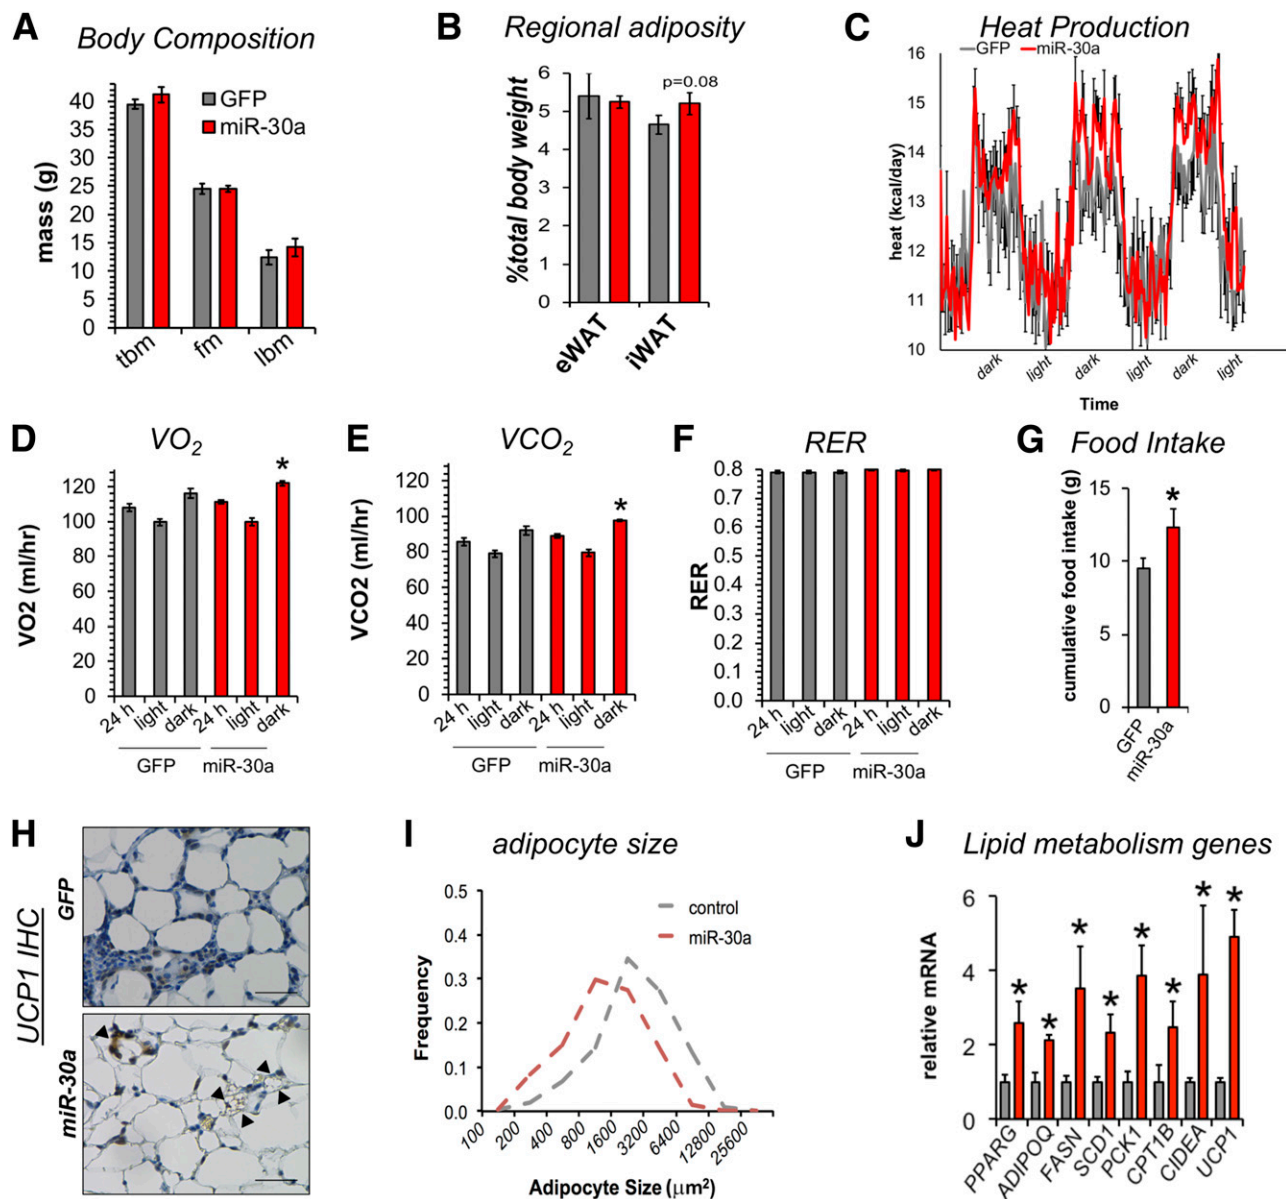 A Body Composition
mass (g)
40
35
30
25
20
15
10
5
0
GFP
miR-30a
tbm fm lbm
B Regional adiposity
%total body weight
6
5
4
3
2
1
0
p=0.08
eWAT iWAT
C Heat Production
GFP miR-30a
heat (kcal/day)
16
15
14
13
12
11
10
dark light dark light dark light
Time
D VO2
VO2 (ml/hr)
120
100
80
60
40
20
0
*
24 h light dark 24 h light dark
GFP miR-30a
E VCO2
VCO2 (ml/hr)
120
100
80
60
40
20
0
*
24 h light dark 24 h light dark
GFP miR-30a
F RER
RER
0.8
0.7
0.6
0.5
0.4
0.3
0.2
0.1
0.0
24 h light dark 24 h light dark
GFP miR-30a
G Food Intake
cumulative food intake (g)
15
10
5
0
*
GFP miR-30a
H
UCP1 IHC
GFP
miR-30a
I adipocyte size
Frequency
0.5
0.4
0.3
0.2
0.1
0.0
control
miR-30a
100 200 400 800 1600 3200 6400 12800 25600
Adipocyte Size (μm²)
J Lipid metabolism genes
relative mRNA
6
4
2
0
* * * * * * * *
PPARG ADIPOQ FASN SCD1 PCK1 CPT1B CIDEA UCP1